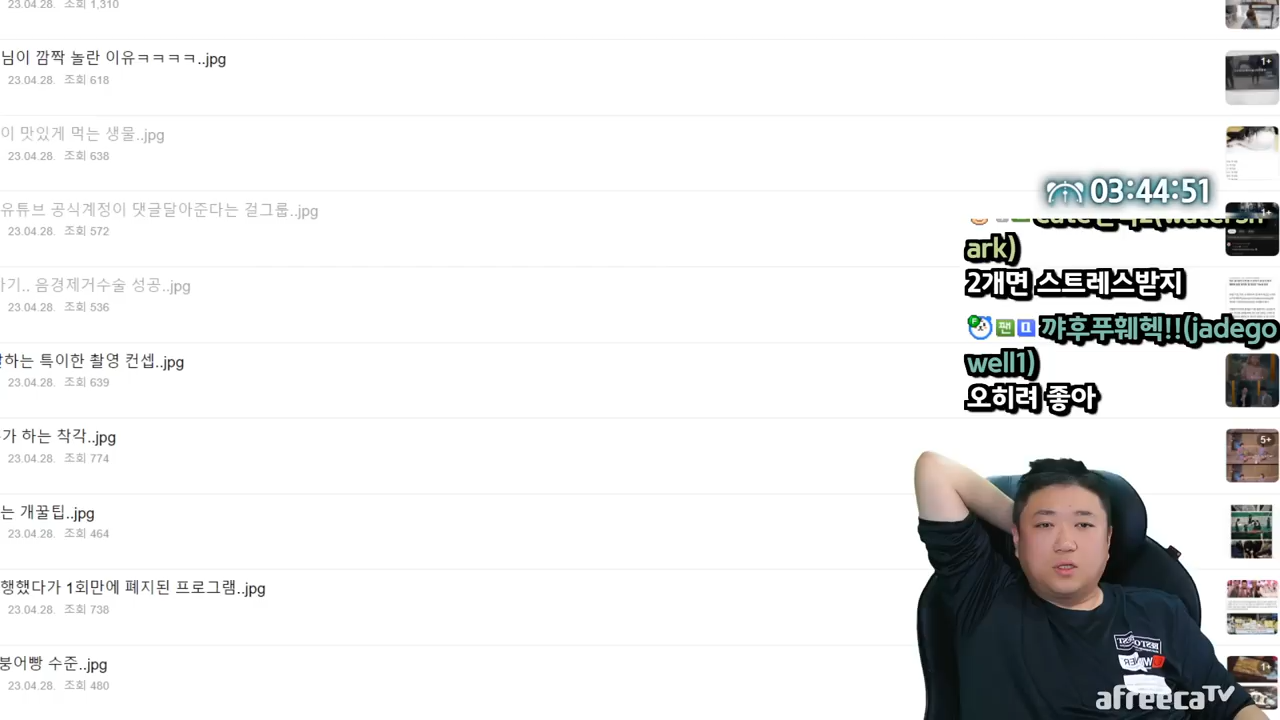 23.04.28. 조회 1,310
님이 깜짝 놀란 이유ㅋㅋㅋㅋ..jpg
1+
23.04.28. 조회 618
이 맛있게 먹는 생물..jpg
23.04.28. 조회 638
03:44:51
유튜브 공식계정이 댓글달아준다는 걸그룹..jpg
1+
23.04.28. 조회 572
ark)
2개면 스트레스받지
음경제거수술 성공..jpg
23.04.28. 조회 536
팬 꺄후푸훼헥!!(jadego
well1)
하는 특이한 촬영 컨셉..jpg
23.04.28. 조회 639
오히려 좋아
가 하는 착각..jpg
5+
23.04.28. 조회 774
는 개꿀팁..jpg
23.04.28. 조회 464
행했다가 1회만에 폐지된 프로그램..jpg
23.04.28. 조회 738
BEST OF BEST
WINNER
붕어빵 수준..jpg
1+
23.04.28. 조회 480
afreecaTV